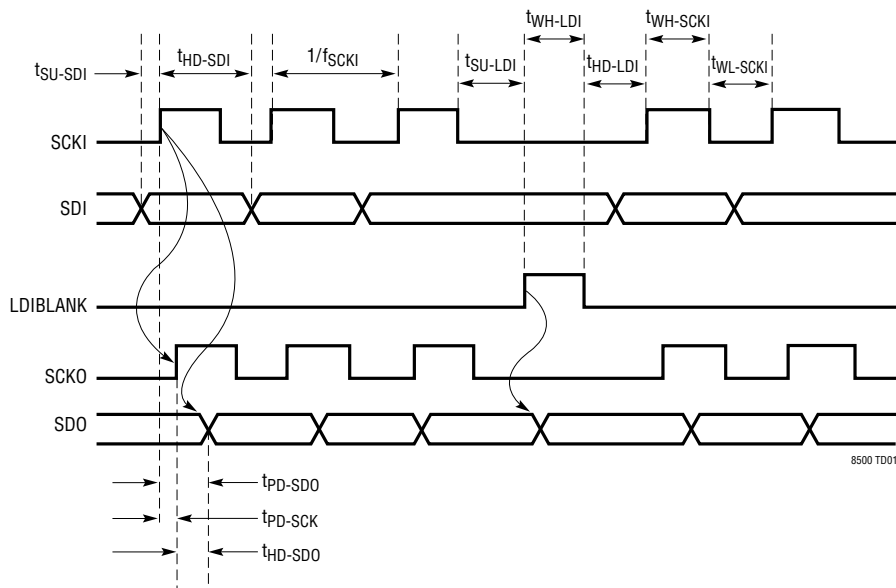 tWH-LDI
tWH-SCKI
tSU-SDI
tHD-SDI
1/fSCKI
tSU-LDI
tHD-LDI
tWL-SCKI
SCKI
SDI
LDIBLANK
SCKO
SDO
8500 TD01
tPD-SDO
tPD-SCK
tHD-SDO